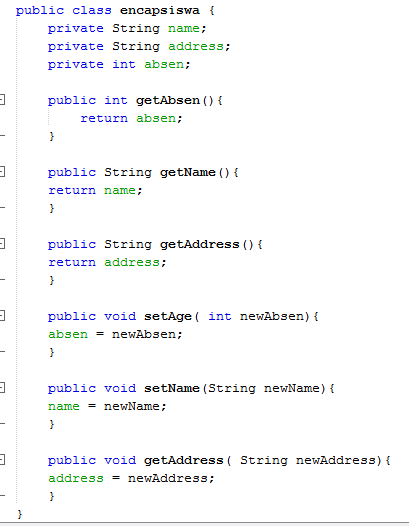 public class encapsiswa {
    private String name;
    private String address;
    private int absen;
    public int getAbsen(){
        return absen;
    }
    public String getName(){
    return name;
    }
    public String getAddress(){
    return address;
    }
    public void setAge( int newAbsen){
    absen = newAbsen;
    }
    public void setName(String newName){
    name = newName;
    }
    public void getAddress( String newAddress){
    address = newAddress;
    }
}